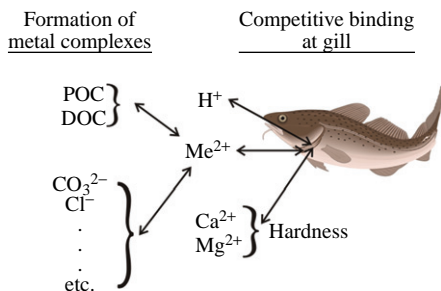 Formation of
metal complexes
Competitive binding
at gill
POC
DOC
H⁺
Me²⁺
CO₃²⁻
Cl⁻
.
.
.
etc.
Ca²⁺
Mg²⁺
Hardness